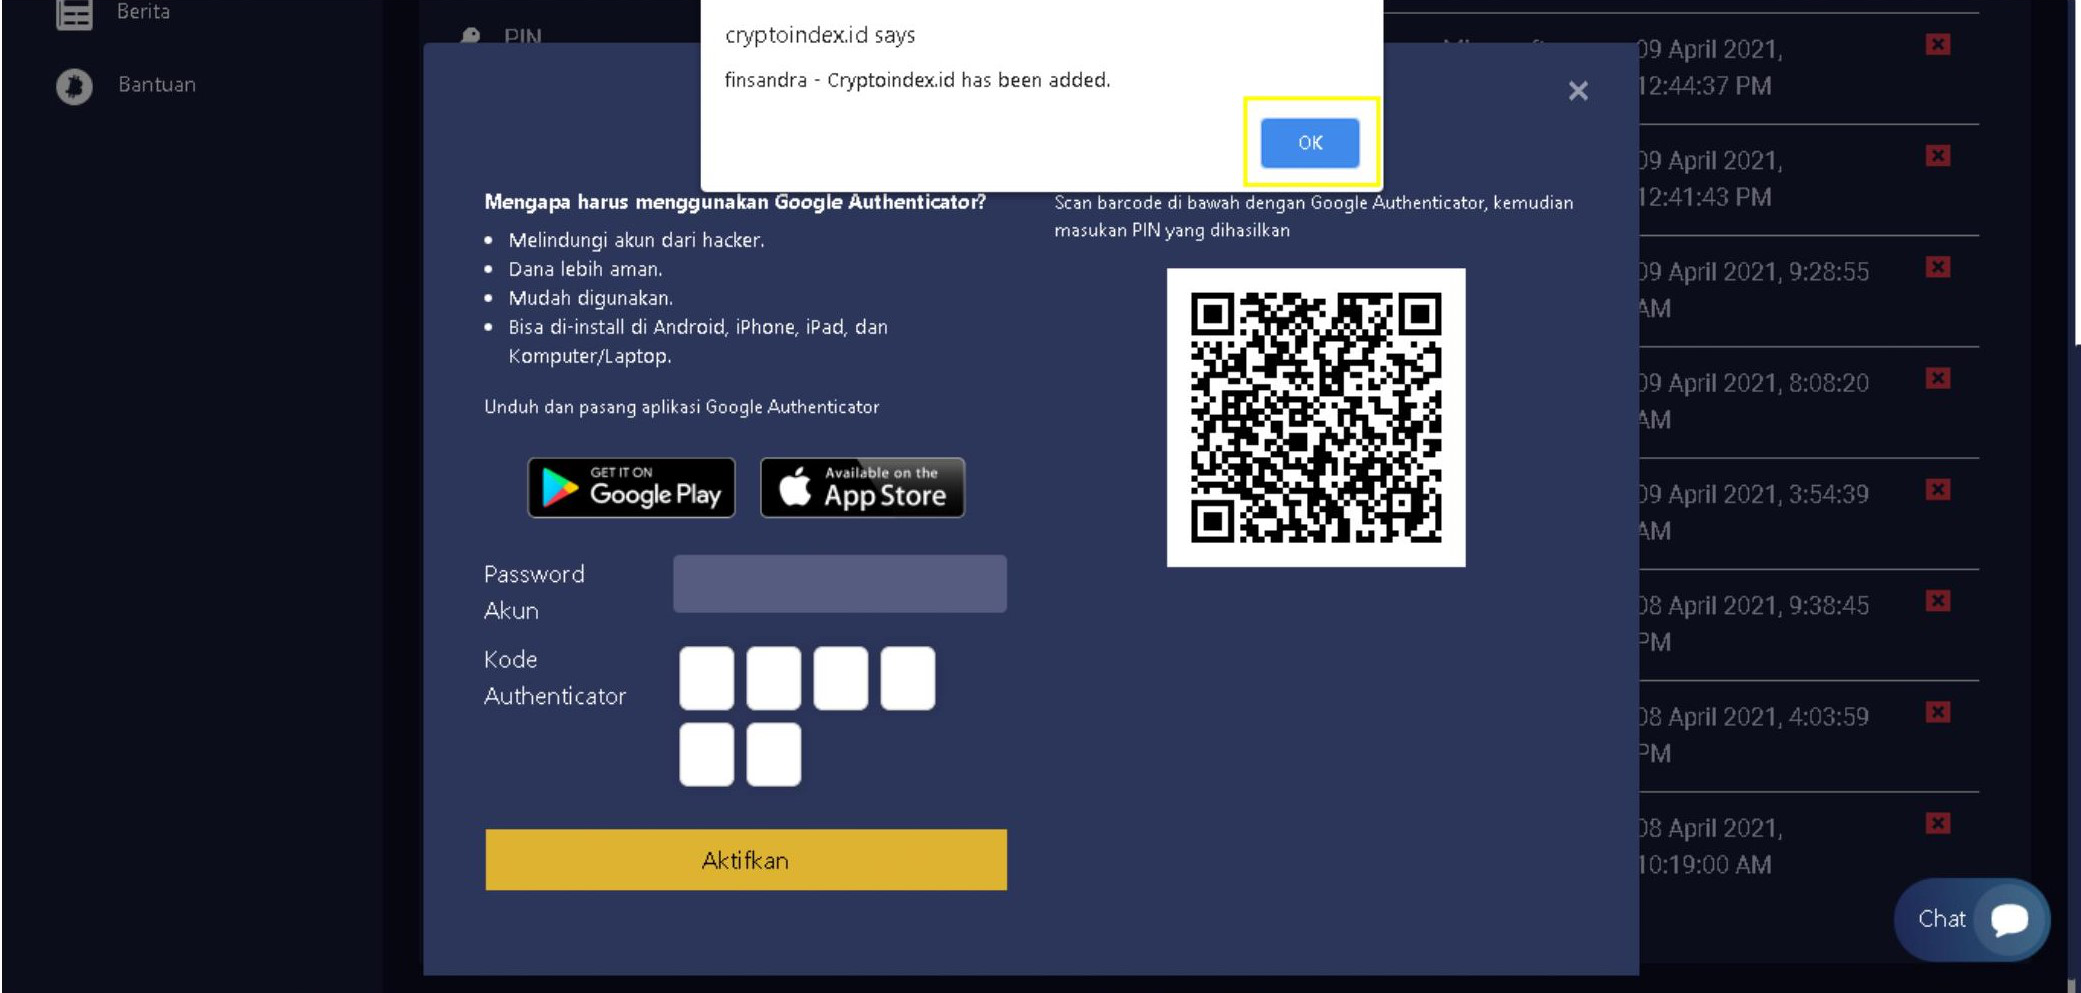 Berita
Bantuan
PIN
cryptoindex.id says
finsandra - Cryptoindex.id has been added.
OK
×
Mengapa harus menggunakan Google Authenticator?
• Melindungi akun dari hacker.
• Dana lebih aman.
• Mudah digunakan.
• Bisa di-install di Android, iPhone, iPad, dan
Komputer/Laptop.
Unduh dan pasang aplikasi Google Authenticator
GET IT ON
Google Play
Available on the
App Store
Password
Akun
Kode
Authenticator
Aktifkan
Scan barcode di bawah dengan Google Authenticator, kemudian
masukan PIN yang dihasilkan
09 April 2021,
12:44:37 PM
09 April 2021,
12:41:43 PM
09 April 2021, 9:28:55
AM
09 April 2021, 8:08:20
AM
09 April 2021, 3:54:39
AM
08 April 2021, 9:38:45
PM
08 April 2021, 4:03:59
PM
08 April 2021,
10:19:00 AM
Chat